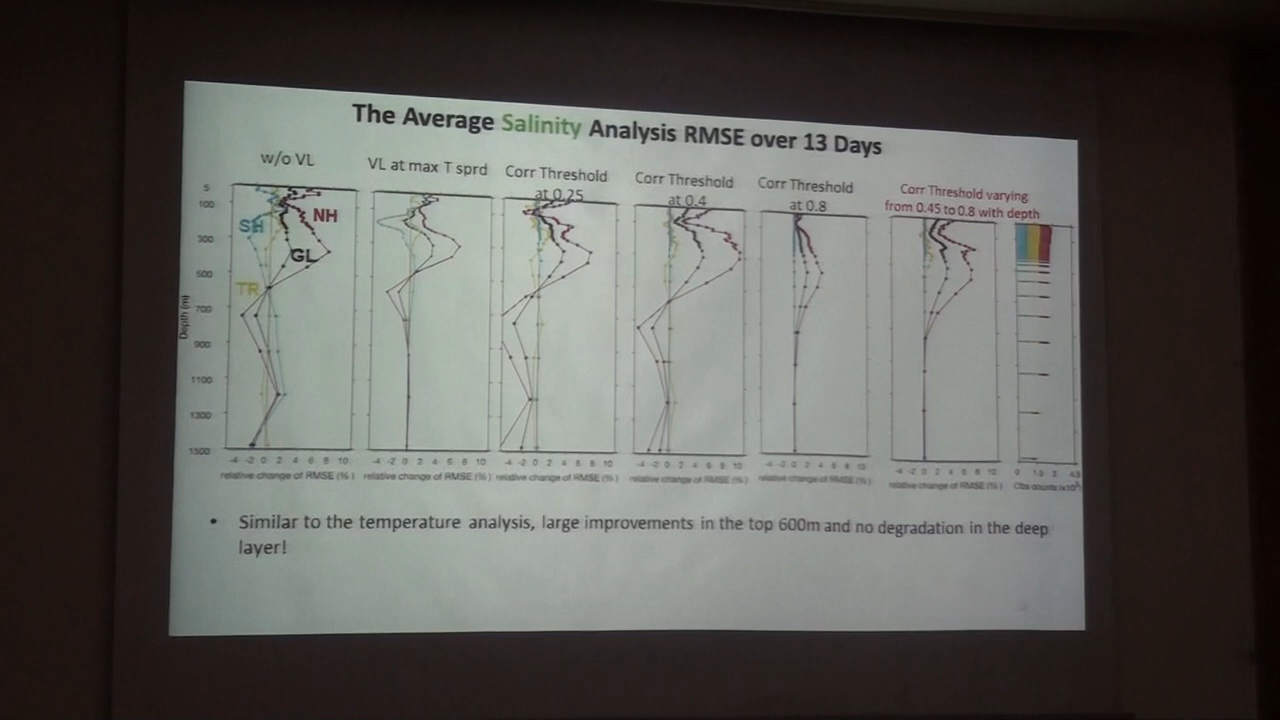 The Average Salinity Analysis RMSE over 13 Days
w/o VL
VL at max T sprd
Corr Threshold
at 0.25
Corr Threshold
at 0.4
Corr Threshold
at 0.8
Corr Threshold varying
from 0.45 to 0.8 with depth
SH
NH
GL
TR
Depth (m)
5
100
300
500
700
900
1100
1300
1500
-4 -2 0 2 4 6 8 10
-4 -2 0 2 4 6 8 10
-4 -2 0 2 4 6 8 10
-4 -2 0 2 4 6 8 10
-4 -2 0 2 4 6 8 10
-4 -2 0 2 4 6 8 10
0 1.5 3
relative change of RMSE (%)
relative change of RMSE (%)
relative change of RMSE (%)
relative change of RMSE (%)
relative change of RMSE (%)
relative change of RMSE (%)
Obs counts
• Similar to the temperature analysis, large improvements in the top 600m and no degradation in the deep
layer!